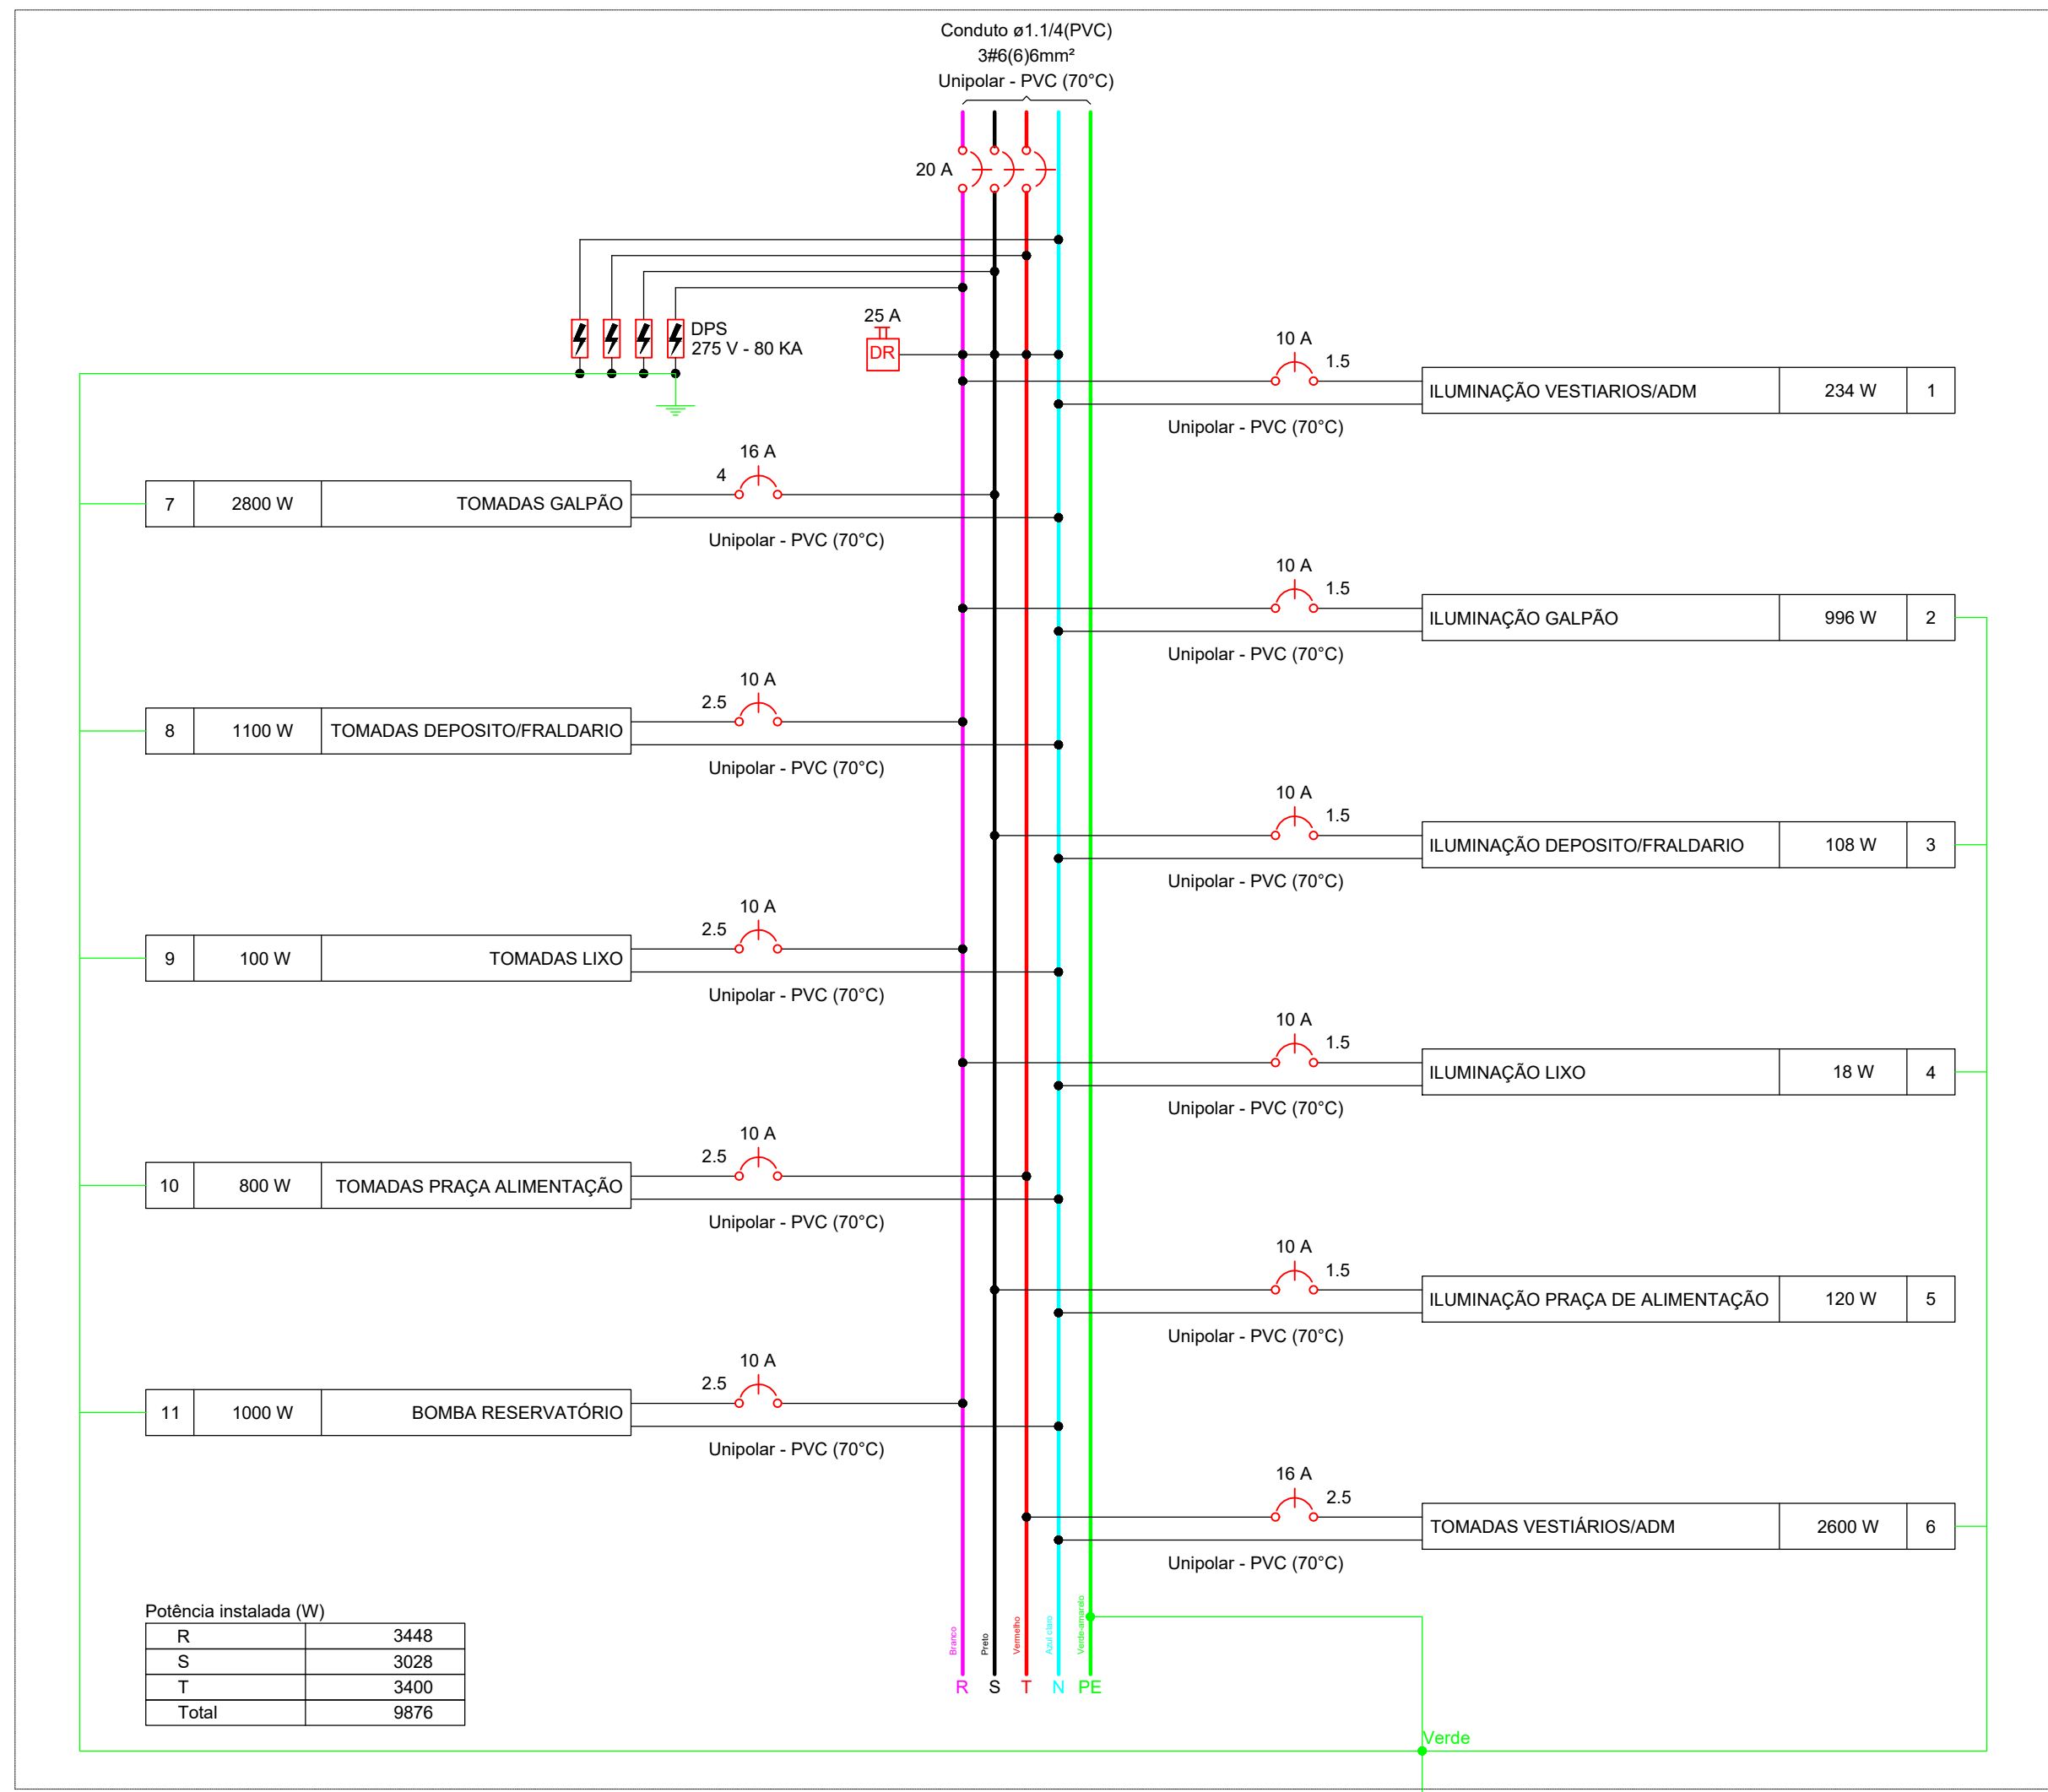 Conduto ø1.1/4(PVC)
3#6(6)6mm²
Unipolar - PVC (70°C)
20 A
DPS
275 V - 80 KA
25 A
DR
10 A
1.5
ILUMINAÇÃO VESTIARIOS/ADM 234 W 1
Unipolar - PVC (70°C)
16 A
4
7 2800 W TOMADAS GALPÃO
Unipolar - PVC (70°C)
10 A
1.5
ILUMINAÇÃO GALPÃO 996 W 2
Unipolar - PVC (70°C)
10 A
2.5
8 1100 W TOMADAS DEPOSITO/FRALDARIO
Unipolar - PVC (70°C)
10 A
1.5
ILUMINAÇÃO DEPOSITO/FRALDARIO 108 W 3
Unipolar - PVC (70°C)
10 A
2.5
9 100 W TOMADAS LIXO
Unipolar - PVC (70°C)
10 A
1.5
ILUMINAÇÃO LIXO 18 W 4
Unipolar - PVC (70°C)
10 A
2.5
10 800 W TOMADAS PRAÇA ALIMENTAÇÃO
Unipolar - PVC (70°C)
10 A
1.5
ILUMINAÇÃO PRAÇA DE ALIMENTAÇÃO 120 W 5
Unipolar - PVC (70°C)
10 A
2.5
11 1000 W BOMBA RESERVATÓRIO
Unipolar - PVC (70°C)
16 A
2.5
TOMADAS VESTIÁRIOS/ADM 2600 W 6
Unipolar - PVC (70°C)
Potência instalada (W)
R 3448
S 3028
T 3400
Total 9876
Branco
Preto
Vermelho
Azul claro
Verde-amarelo
R S T N PE
Verde